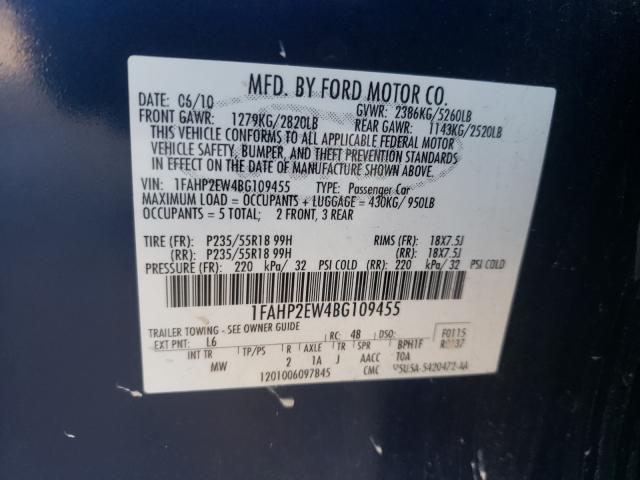 MFD. BY FORD MOTOR CO.
DATE: 06/10 GVWR: 2386KG/5260LB
FRONT GAWR: 1279KG/2820LB REAR GAWR: 1143KG/2520LB
THIS VEHICLE CONFORMS TO ALL APPLICABLE FEDERAL MOTOR
VEHICLE SAFETY, BUMPER, AND THEFT PREVENTION STANDARDS
IN EFFECT ON THE DATE OF MANUFACTURE SHOWN ABOVE.
VIN: 1FAHP2EW4BG109455 TYPE: Passenger Car
MAXIMUM LOAD = OCCUPANTS + LUGGAGE = 430KG/ 950LB
OCCUPANTS = 5 TOTAL; 2 FRONT, 3 REAR
TIRE (FR): P235/55R18 99H RIMS (FR): 18X7.5J
(RR): P235/55R18 99H (RR): 18X7.5J
PRESSURE (FR): 220 kPa/ 32 PSI COLD (RR): 220 kPa/ 32 PSI COLD
1FAHP2EW4BG109455
TRAILER TOWING - SEE OWNER GUIDE
EXT PNT: L6 RC: 48 DSO: F0115
INT TR TP/PS R AXLE TR SPR BPH1F
MW 2 1A J AACC TOA
1201006097845 CMC